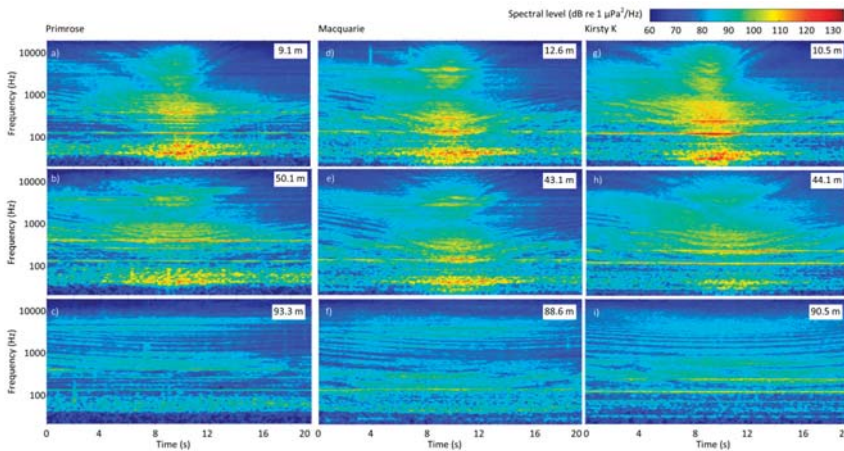 Spectral level (dB re 1 µPa²/Hz)
Primrose Macquarie Kirsty K 60 70 80 90 100 110 120 130
a) 9.1 m d) 12.6 m g) 10.5 m
Frequency (Hz) 10000 1000 100
b) 50.1 m e) 43.1 m h) 44.1 m
Frequency (Hz) 10000 1000 100
c) 93.3 m f) 88.6 m i) 90.5 m
Frequency (Hz) 10000 1000 100
0 4 8 12 16 20 0 4 8 12 16 20 0 4 8 12 16 20
Time (s) Time (s) Time (s)